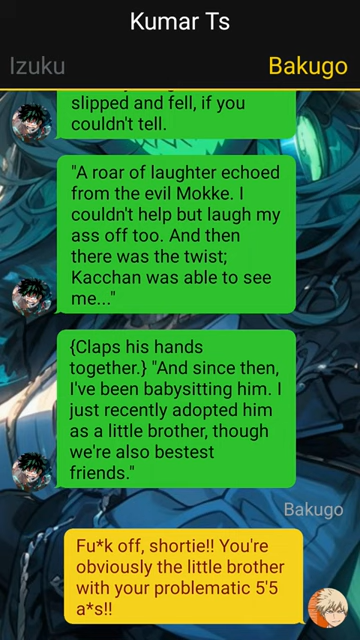 Kumar Ts
Izuku
Bakugo
slipped and fell, if you
couldn't tell.
"A roar of laughter echoed
from the evil Mokke. I
couldn't help but laugh my
ass off too. And then
there was the twist;
Kacchan was able to see
me..."
{Claps his hands
together.} "And since then,
I've been babysitting him. I
just recently adopted him
as a little brother, though
we're also bestest
friends."
Bakugo
Fu*k off, shortie!! You're
obviously the little brother
with your problematic 5'5
a*s!!